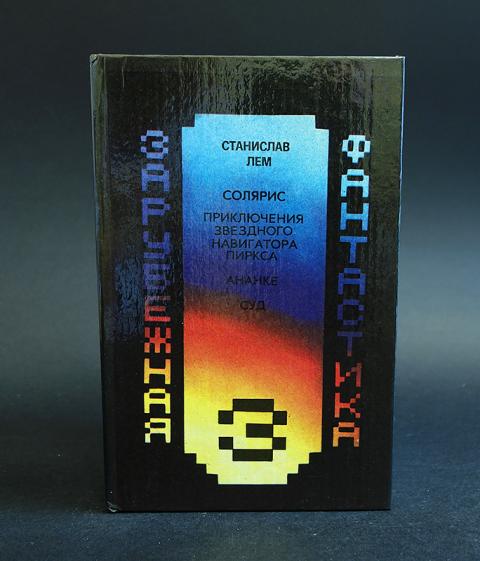 ЗАРУБЕЖНАЯ
СТАНИСЛАВ
ЛЕМ
СОЛЯРИС
ПРИКЛЮЧЕНИЯ
ЗВЕЗДНОГО
НАВИГАТОРА
ПИРКСА
АНАНКЕ
СУД
3
ФАНТАСТИКА